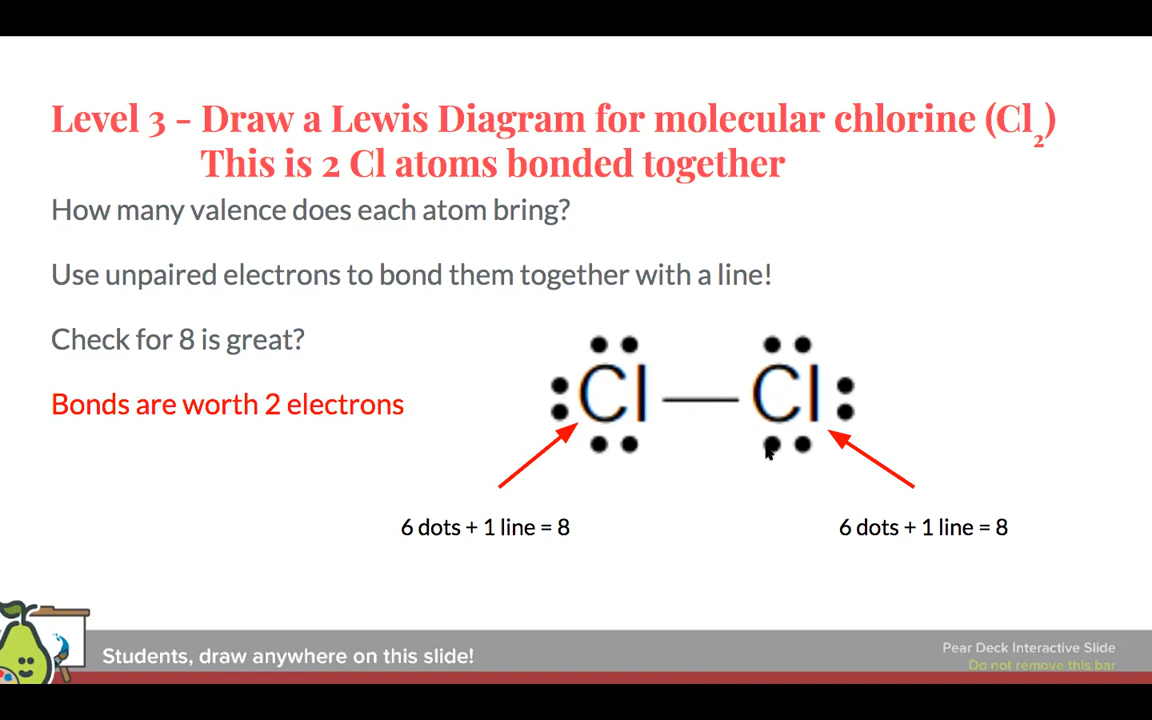 Level 3 - Draw a Lewis Diagram for molecular chlorine (Cl₂)
This is 2 Cl atoms bonded together
How many valence does each atom bring?
Use unpaired electrons to bond them together with a line!
Check for 8 is great?
Bonds are worth 2 electrons
Cl — Cl
6 dots + 1 line = 8
6 dots + 1 line = 8
Students, draw anywhere on this slide!
Pear Deck Interactive Slide
Do not remove this bar